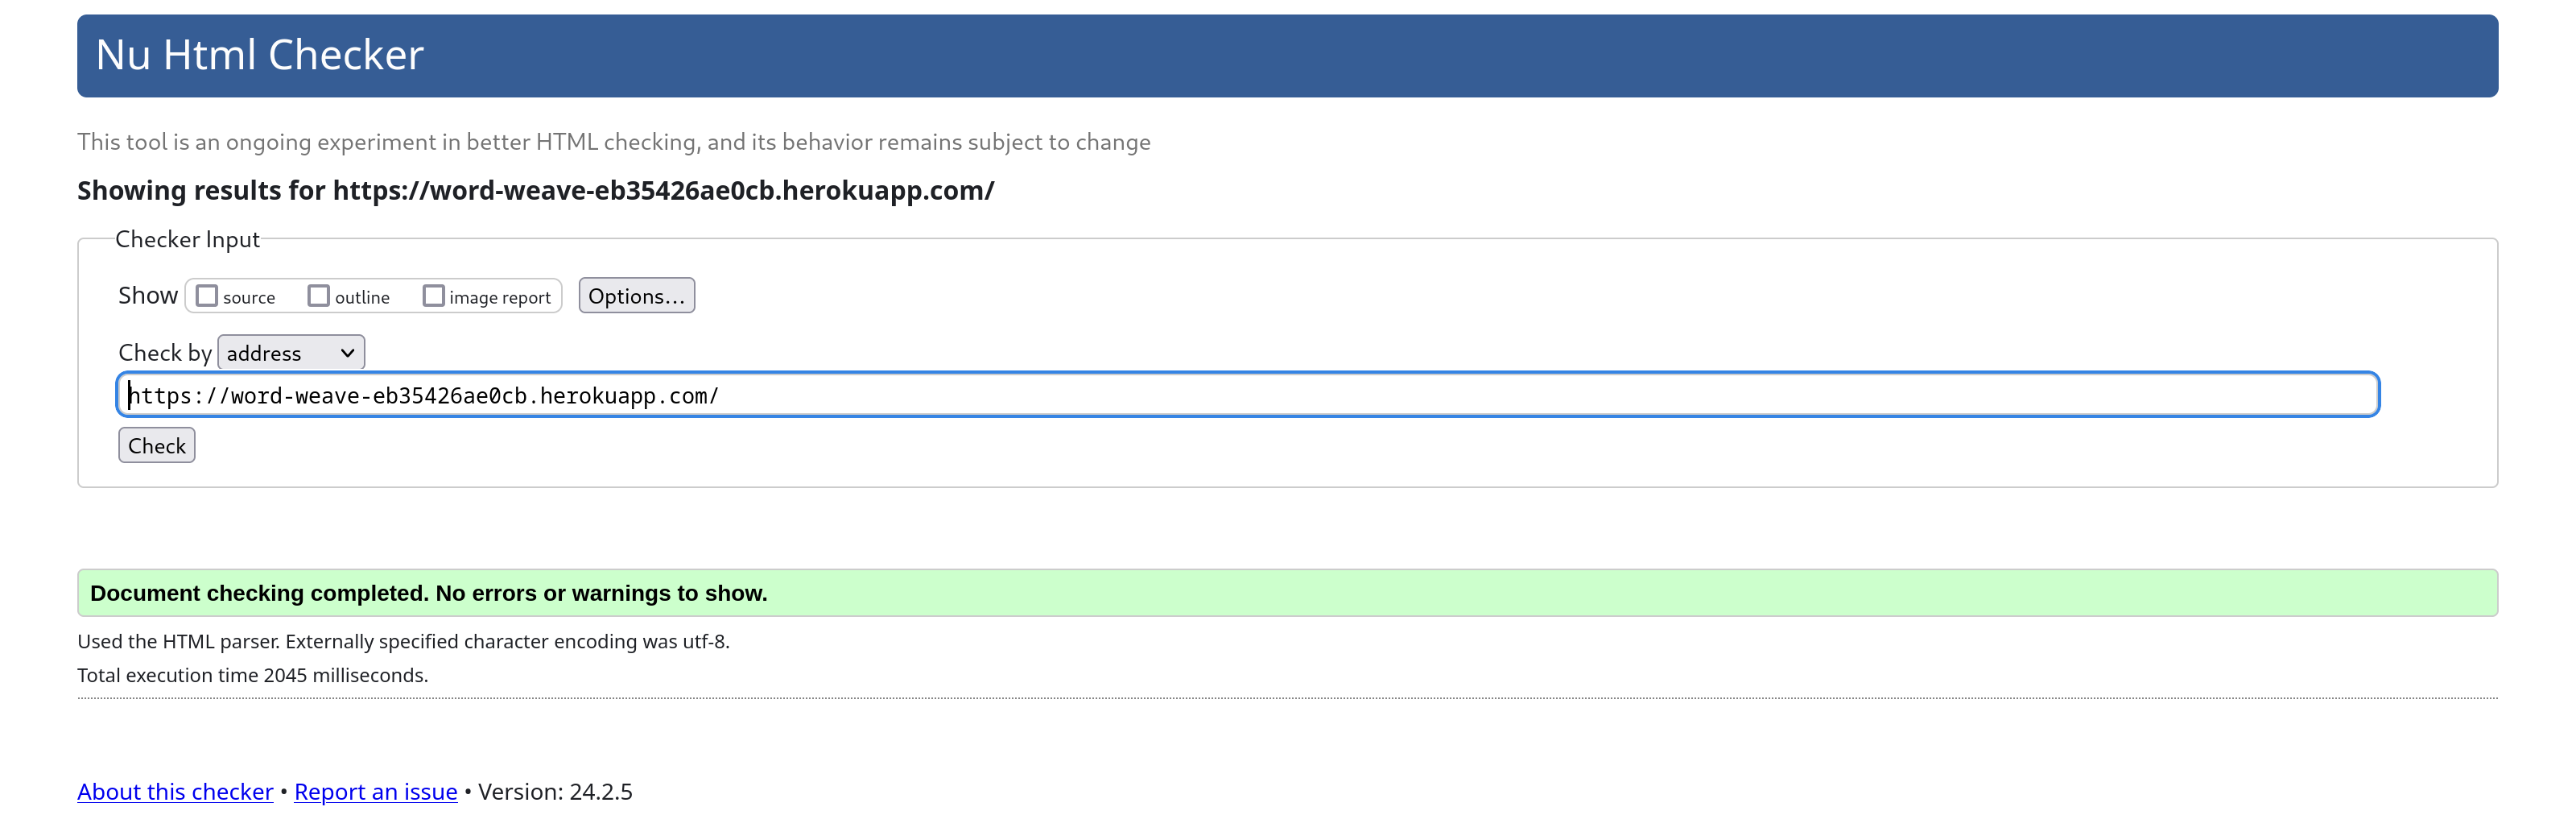 Nu Html Checker
This tool is an ongoing experiment in better HTML checking, and its behavior remains subject to change
Showing results for https://word-weave-eb35426ae0cb.herokuapp.com/
Checker Input
Show source outline image report Options...
Check by address
https://word-weave-eb35426ae0cb.herokuapp.com/
Check
Document checking completed. No errors or warnings to show.
Used the HTML parser. Externally specified character encoding was utf-8.
Total execution time 2045 milliseconds.
About this checker • Report an issue • Version: 24.2.5